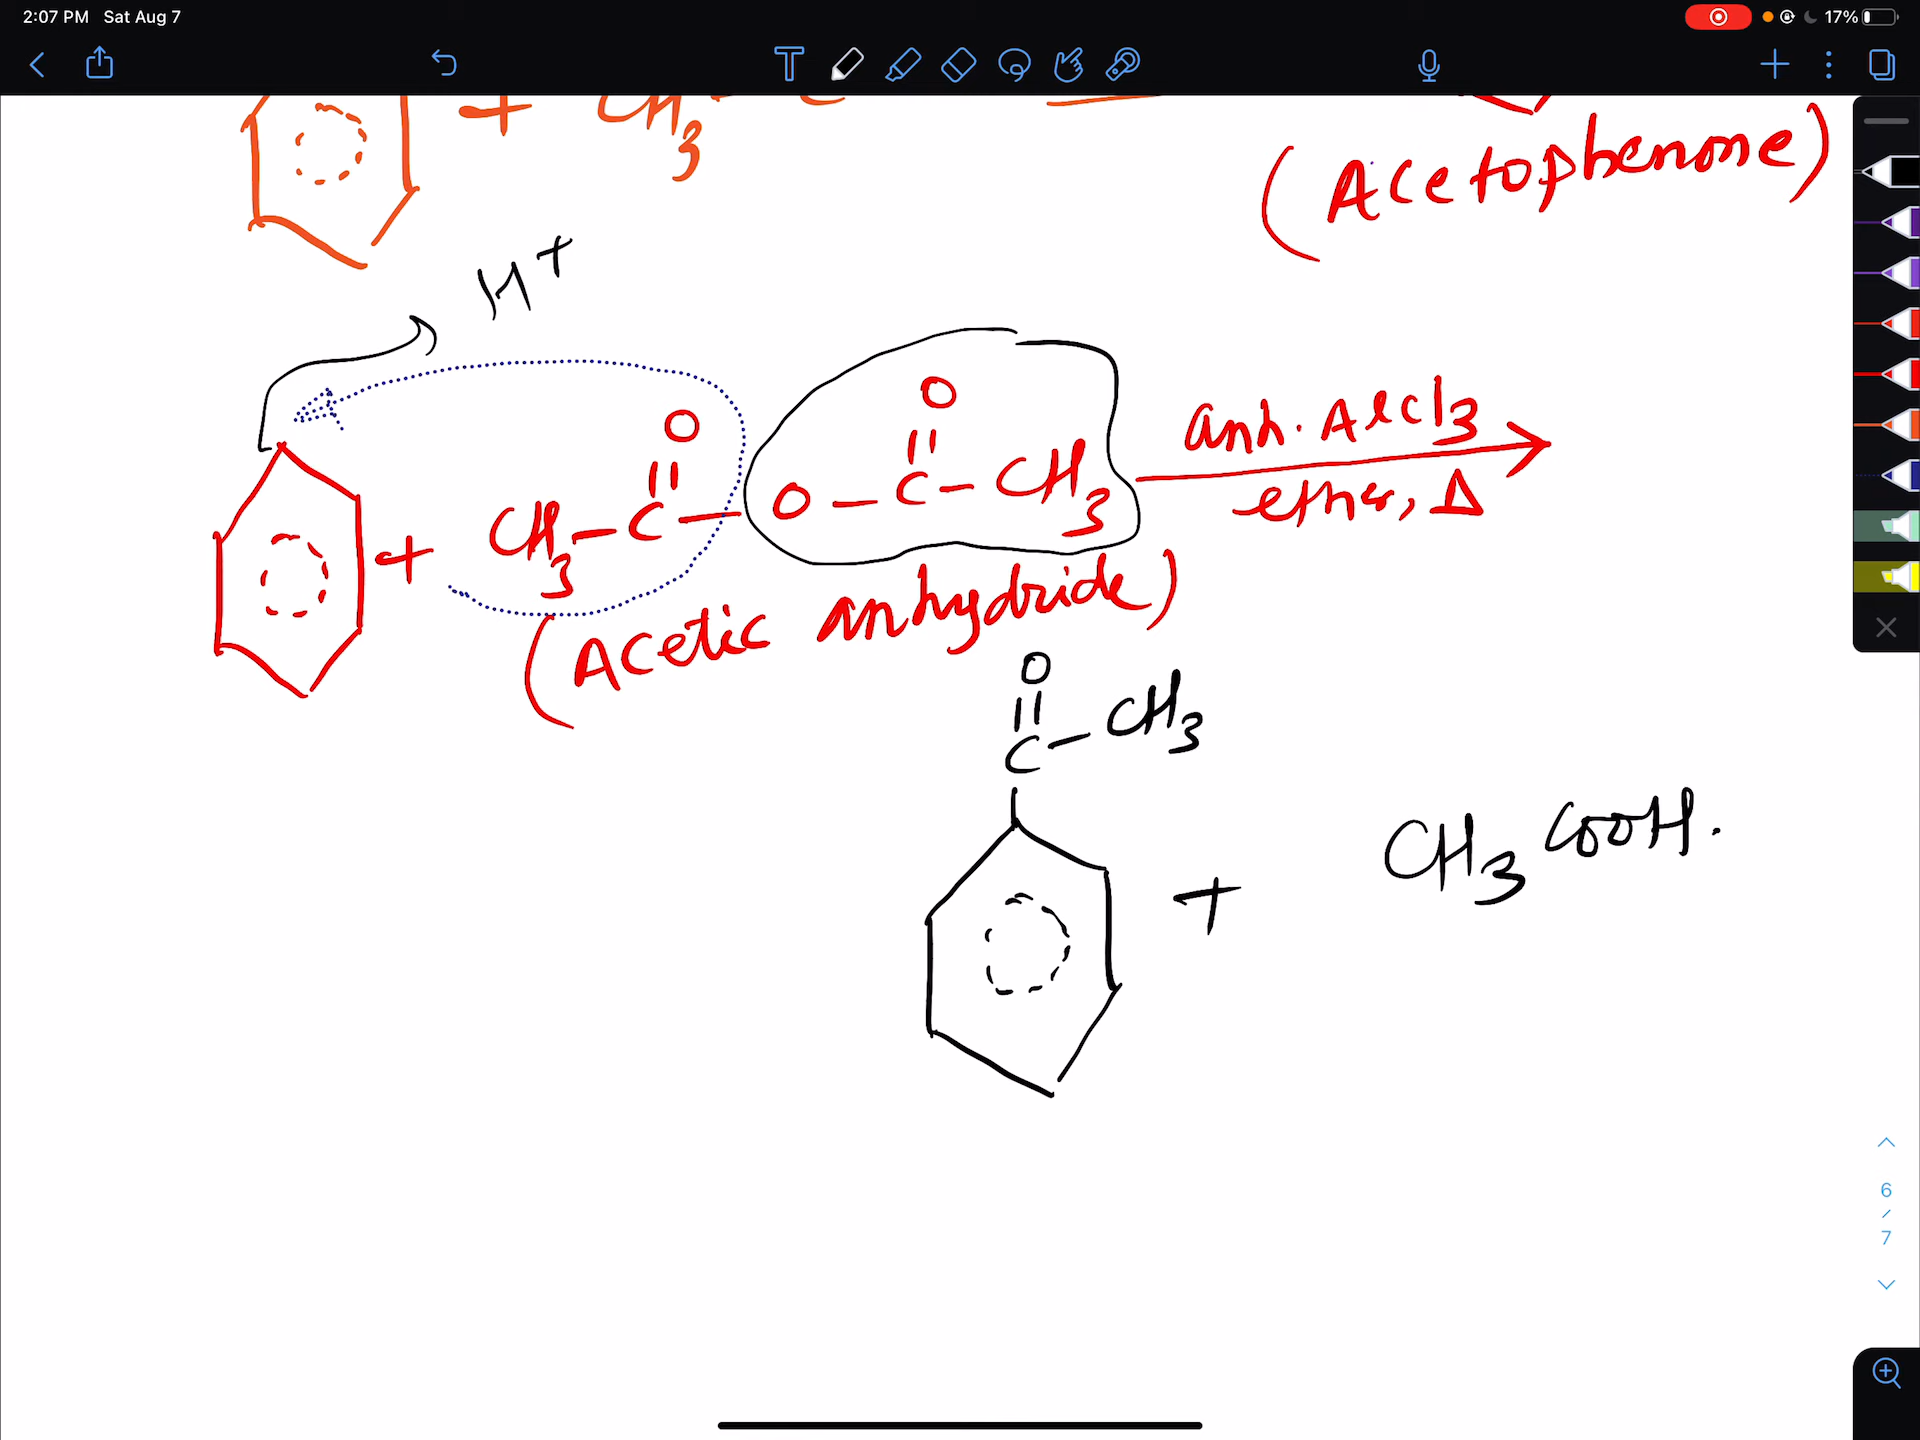 2:07 PM Sat Aug 7
17%
+ CH3 - C
(Acetophenone)
H+
O
O
CH3-C-O-C-CH3
anh. AlCl3
ether, Δ
+
(Acetic anhydride)
O
C-CH3
+ CH3COOH.
6
/
7